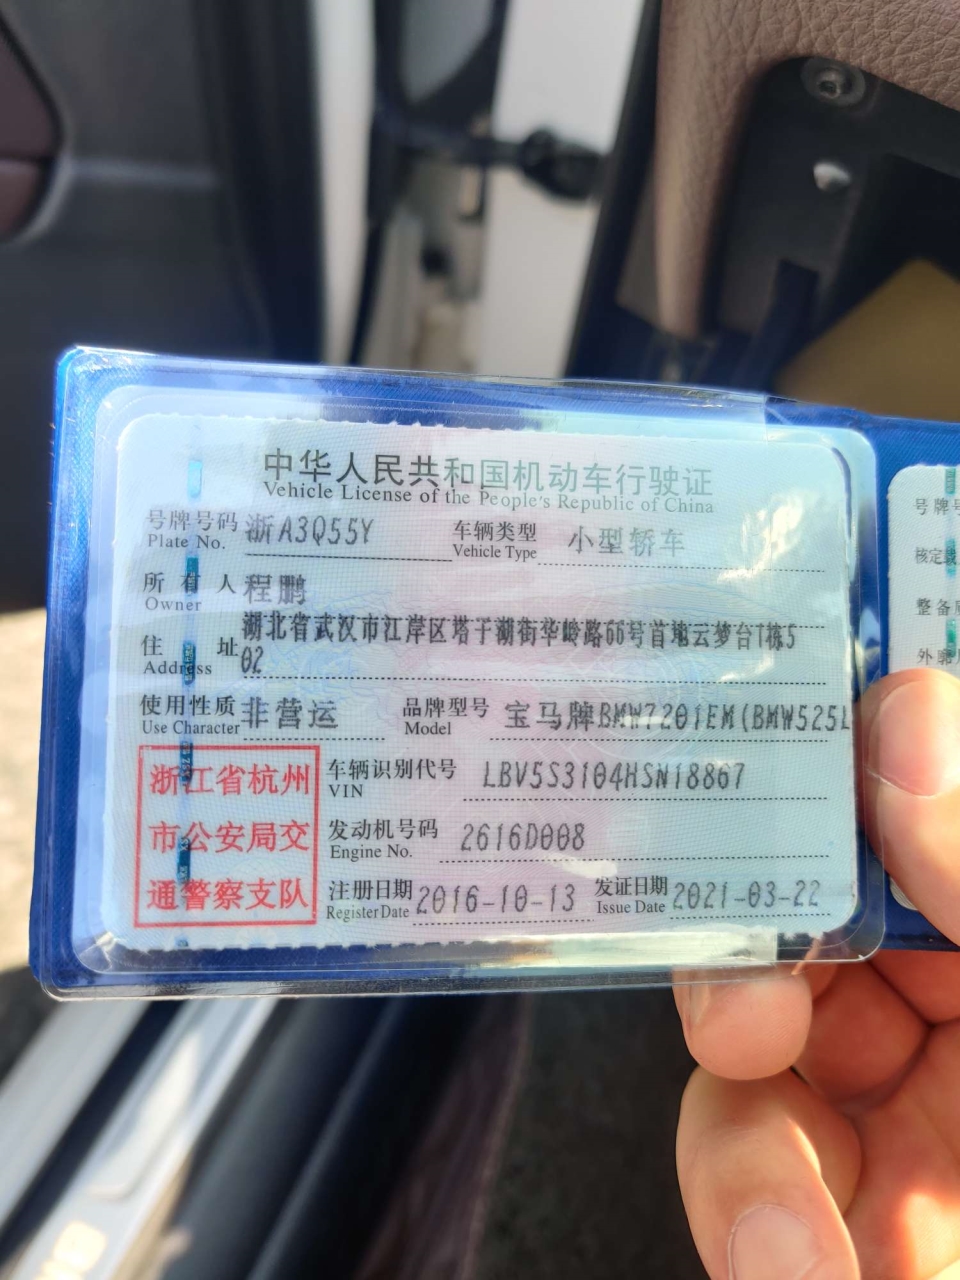 中华人民共和国机动车行驶证
Vehicle License of the People's Republic of China
号牌号码 浙A3Q55Y 车辆类型 小型轿车
Plate No. Vehicle Type
所有人 程鹏
Owner
住址 湖北省武汉市江岸区塔子湖街华岭路66号首地云梦台7栋5
Address 02
使用性质 非营运 品牌型号 宝马牌BMW7201EM(BMW525L
Use Character Model
浙江省杭州
市公安局交
通警察支队
车辆识别代号 LBV5S3104HSN18867
VIN
发动机号码 2616D008
Engine No.
注册日期 2016-10-13 发证日期 2021-03-22
Register Date Issue Date
号牌号
核定载
整备质
外廓